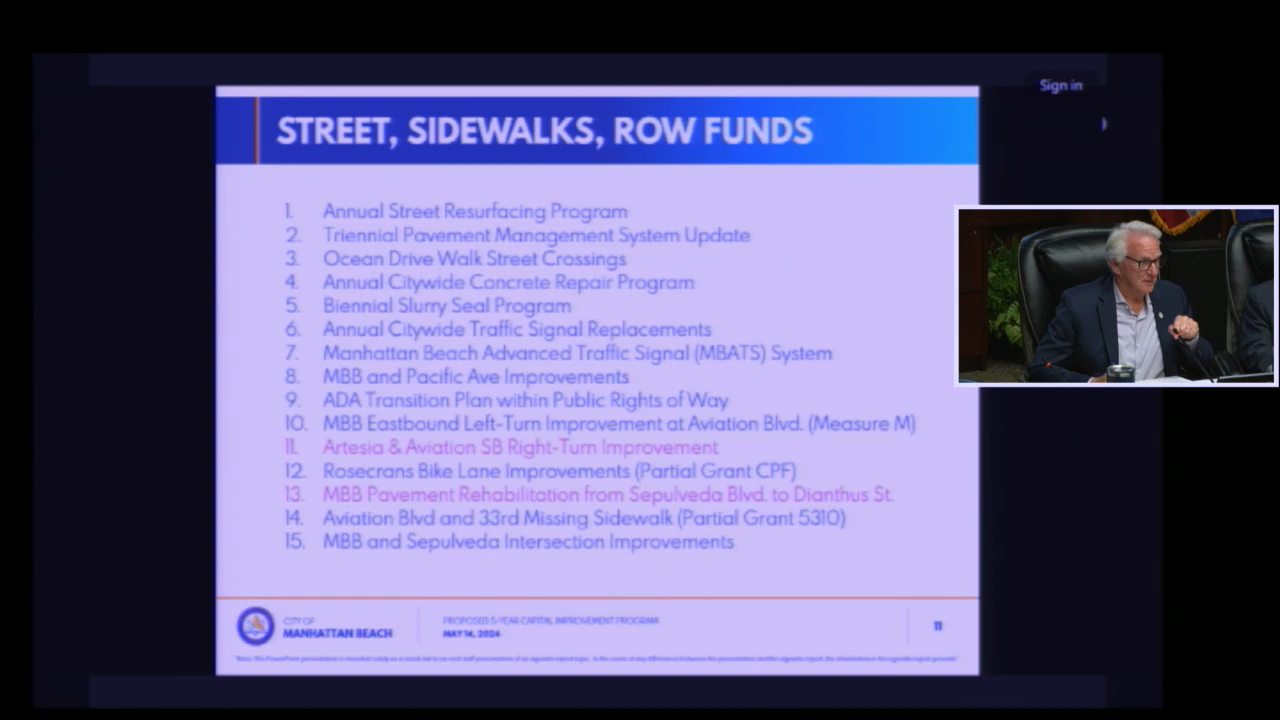 Sign in
STREET, SIDEWALKS, ROW FUNDS
1. Annual Street Resurfacing Program
2. Triennial Pavement Management System Update
3. Ocean Drive Walk Street Crossings
4. Annual Citywide Concrete Repair Program
5. Biennial Slurry Seal Program
6. Annual Citywide Traffic Signal Replacements
7. Manhattan Beach Advanced Traffic Signal (MBATS) System
8. MBB and Pacific Ave Improvements
9. ADA Transition Plan within Public Rights of Way
10. MBB Eastbound Left-Turn Improvement at Aviation Blvd. (Measure M)
11. Artesia & Aviation SB Right-Turn Improvement
12. Rosecrans Bike Lane Improvements (Partial Grant CPF)
13. MBB Pavement Rehabilitation from Sepulveda Blvd. to Dianthus St.
14. Aviation Blvd and 33rd Missing Sidewalk (Partial Grant 5310)
15. MBB and Sepulveda Intersection Improvements
CITY OF
MANHATTAN BEACH
PROPOSED 5-YEAR CAPITAL IMPROVEMENT PROGRAM
MAY 14, 2024
11